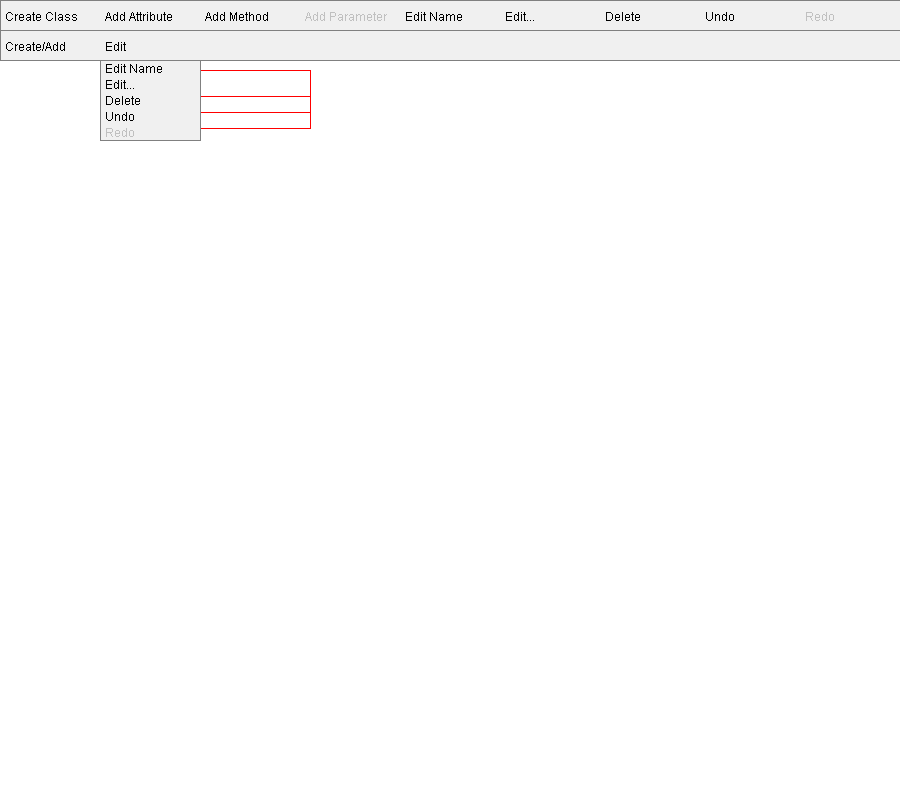 Create Class Add Attribute Add Method Add Parameter Edit Name Edit... Delete Undo Redo
Create/Add Edit
Edit Name
Edit...
Delete
Undo
Redo